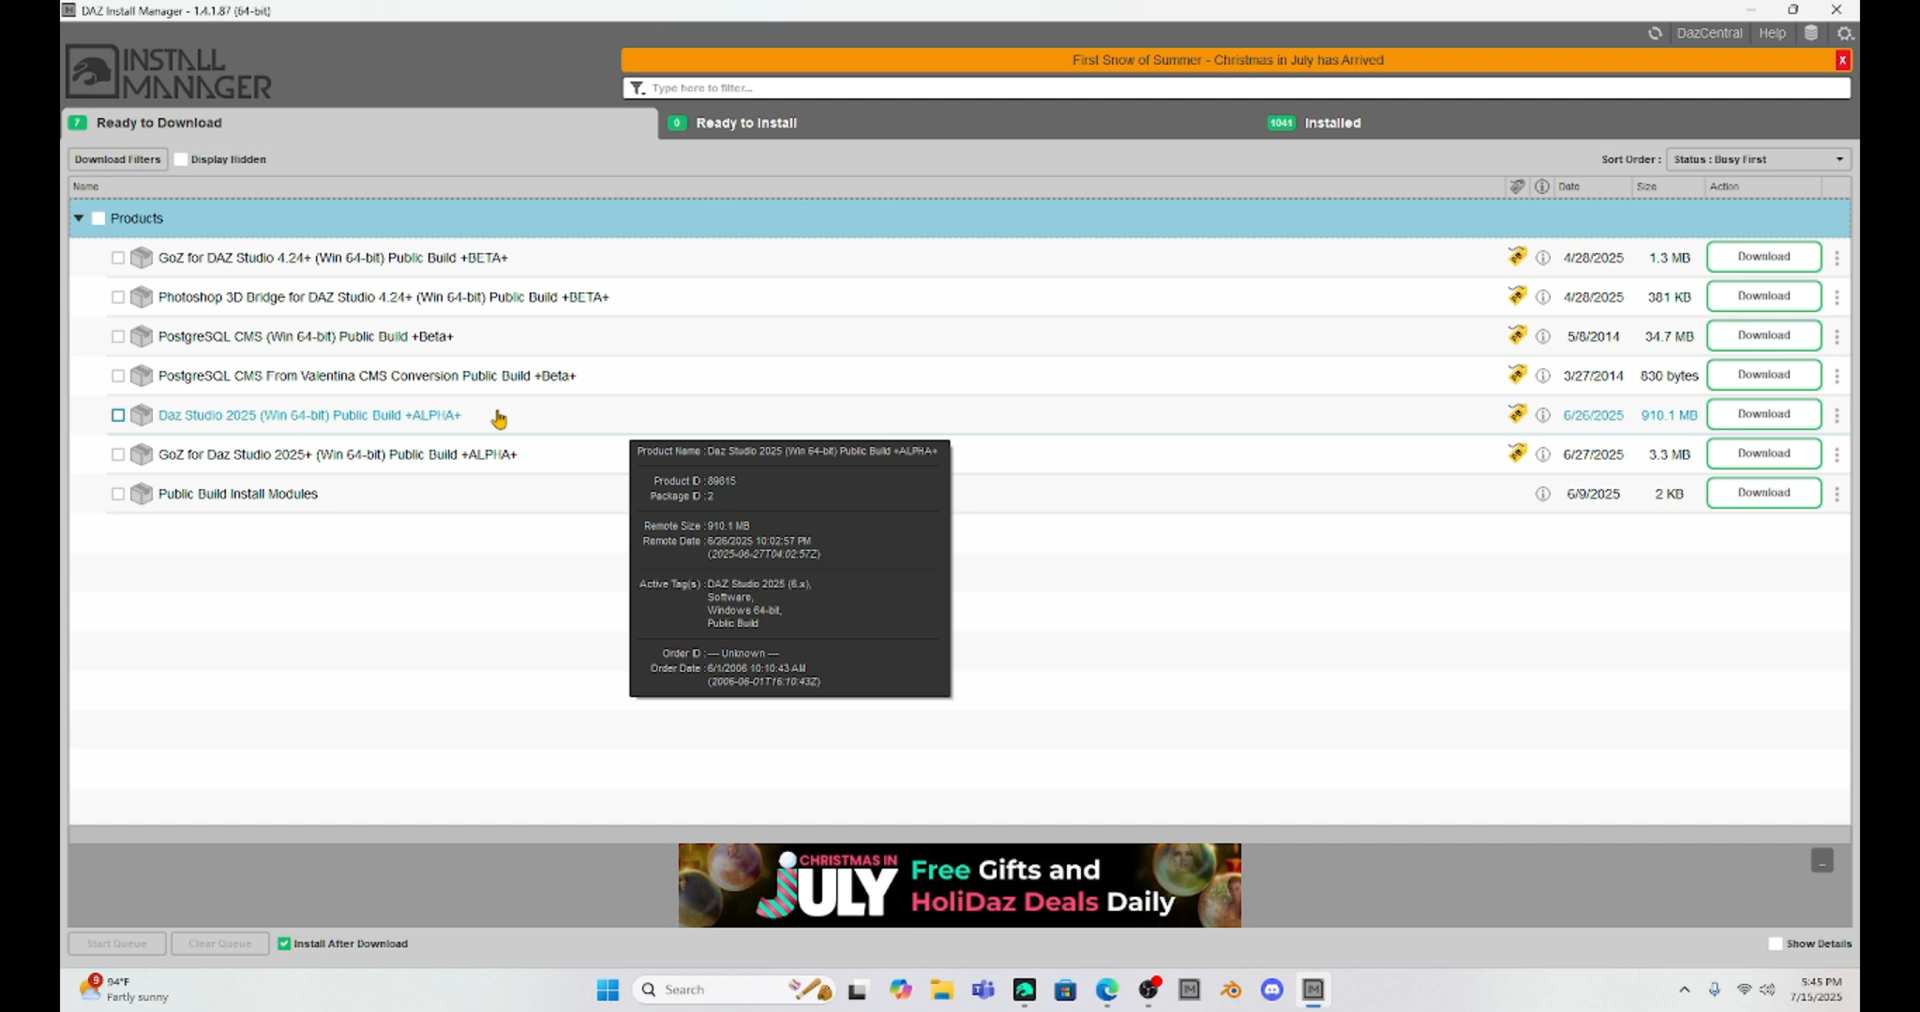 DAZ Install Manager - 1.4.1.87 (64-bit)
DazCentral Help
INSTALL
MANAGER
First Snow of Summer - Christmas in July has Arrived X
Type here to filter...
7 Ready to Download
0 Ready to Install
1041 Installed
Download Filters Display Hidden
Sort Order : Status : Busy First
Name Date Size Action
Products
GoZ for DAZ Studio 4.24+ (Win 64-bit) Public Build +BETA+ 4/28/2025 1.3 MB Download
Photoshop 3D Bridge for DAZ Studio 4.24+ (Win 64-bit) Public Build +BETA+ 4/28/2025 381 KB Download
PostgreSQL CMS (Win 64-bit) Public Build +Beta+ 5/8/2014 34.7 MB Download
PostgreSQL CMS From Valentina CMS Conversion Public Build +Beta+ 3/27/2014 830 bytes Download
Daz Studio 2025 (Win 64-bit) Public Build +ALPHA+ 6/26/2025 910.1 MB Download
GoZ for Daz Studio 2025+ (Win 64-bit) Public Build +ALPHA+ 6/27/2025 3.3 MB Download
Public Build Install Modules 6/9/2025 2 KB Download
Product Name : Daz Studio 2025 (Win 64-bit) Public Build +ALPHA+
Product ID : 89815
Package ID : 2
Remote Size : 910.1 MB
Remote Date : 6/26/2025 10:02:57 PM
(2025-06-27T04:02:57Z)
Active Tag(s) : DAZ Studio 2025 (6.x),
Software,
Windows 64-bit,
Public Build
Order ID : — Unknown —
Order Date : 6/1/2006 10:10:43 AM
(2006-06-01T16:10:43Z)
CHRISTMAS IN
JULY
Free Gifts and
HoliDaz Deals Daily
Start Queue Clear Queue Install After Download
Show Details
9
94°F
Partly sunny
Search
5:45 PM
7/15/2025